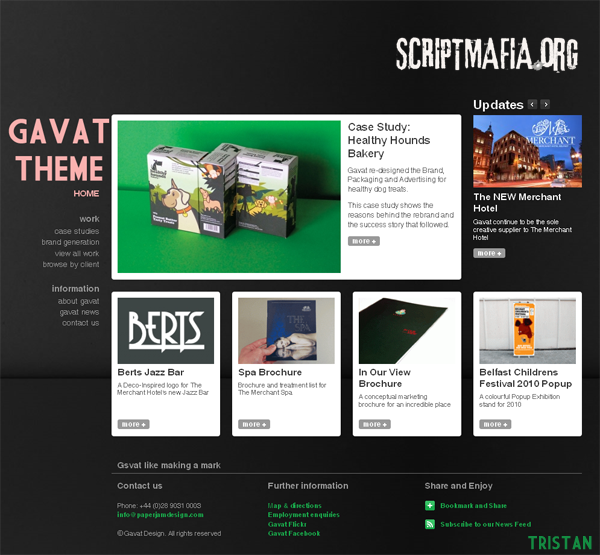 SCRIPTMAFIA.ORG
GAVAT
THEME
HOME
work
case studies
brand generation
view all work
browse by client
information
about gavat
gavat news
contact us
Case Study:
Healthy Hounds
Bakery
Gavat re-designed the Brand,
Packaging and Advertising for
healthy dog treats.
This case study shows the
reasons behind the rebrand and
the success story that followed.
more +
Updates
MERCHANT
The NEW Merchant
Hotel
Gavat continue to be the sole
creative supplier to The Merchant
Hotel
more +
BERTS
Berts Jazz Bar
A Deco-Inspired logo for The
Merchant Hotel's new Jazz Bar
more +
THE
SPA
Spa Brochure
Brochure and treatment list for
The Merchant Spa
more +
In Our View
Brochure
A conceptual marketing
brochure for an incredible place
more +
Belfast Childrens
Festival 2010 Popup
A colourful Popup Exhibition
stand for 2010
more +
Gsvat like making a mark
Contact us
Phone: +44 (0)28 9031 0003
info@paperjamdesign.com
© Gavat Design. All rights reserved
Further information
Map & directions
Employment enquiries
Gavat Flickr
Gavat Facebook
Share and Enjoy
Bookmark and Share
Subscribe to our News Feed
TRISTAN